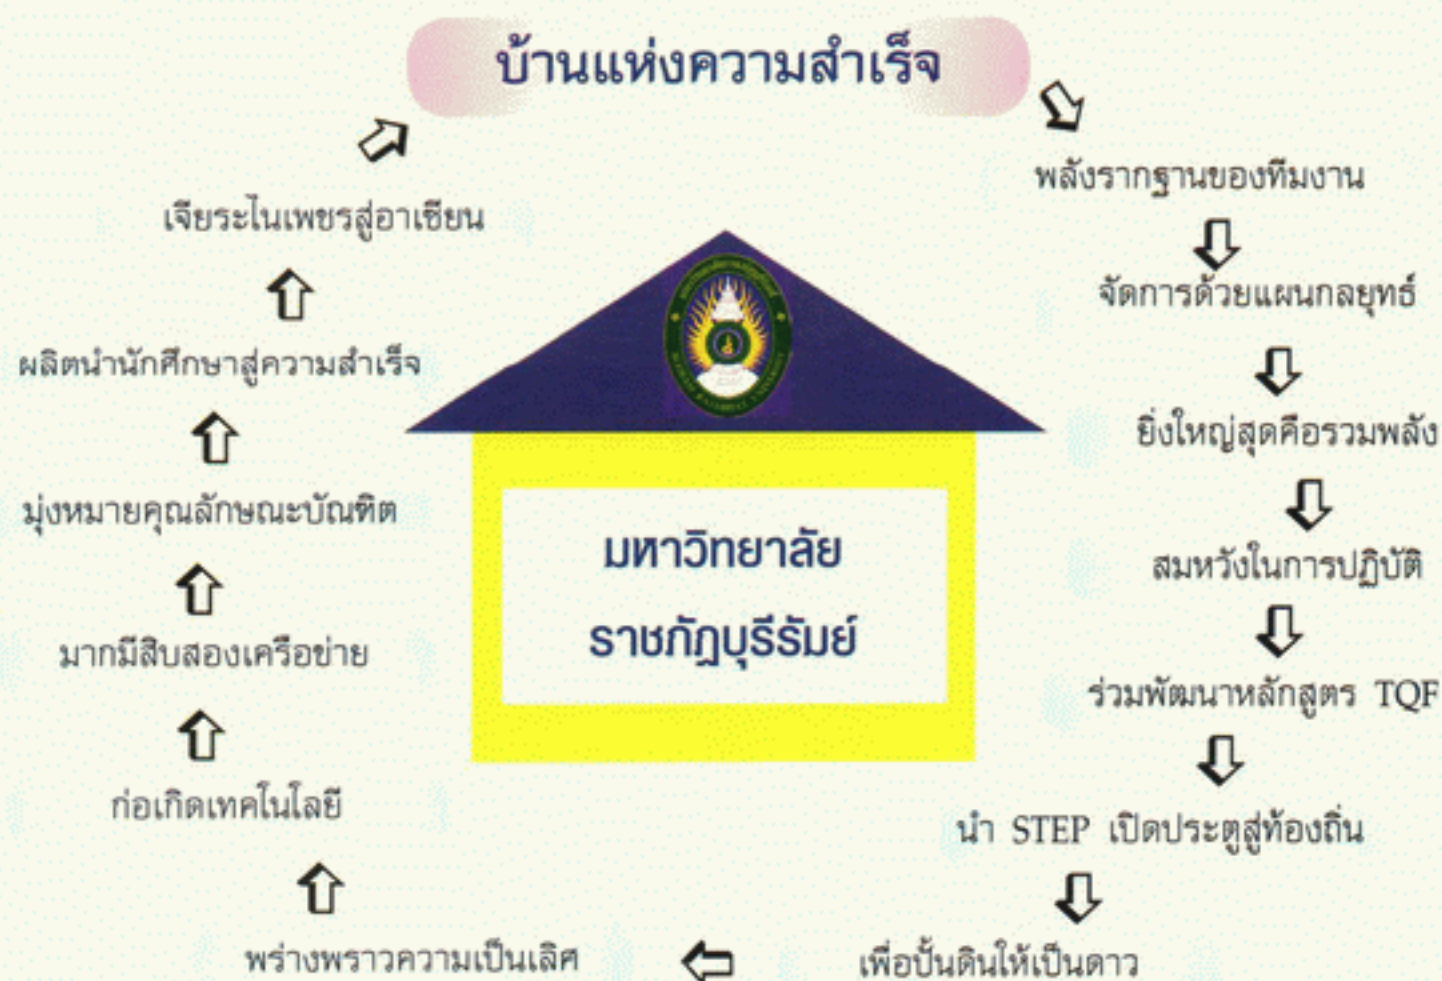 บ้านแห่งความสำเร็จ
พลังรากฐานของทีมงาน
จัดการด้วยแผนกลยุทธ์
ยิ่งใหญ่สุดคือรวมพลัง
สมหวังในการปฏิบัติ
ร่วมพัฒนาหลักสูตร TQF
นำ STEP เปิดประตูสู่ท้องถิ่น
เพื่อปั้นดินให้เป็นดาว
พร่างพราวความเป็นเลิศ
ก่อเกิดเทคโนโลยี
มากมีสิบสองเครือข่าย
มุ่งหมายคุณลักษณะบัณฑิต
ผลิตนำนักศึกษาสู่ความสำเร็จ
เจียระไนเพชรสู่อาเซียน
มหาวิทยาลัย
ราชภัฏบุรีรัมย์